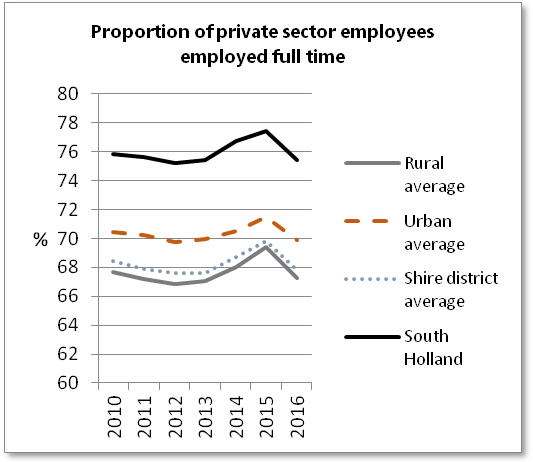 Proportion of private sector employees
employed full time
80
78
76
74
72
70
68
66
64
62
60
%
2010
2011
2012
2013
2014
2015
2016
Rural
average
Urban
average
Shire district
average
South
Holland